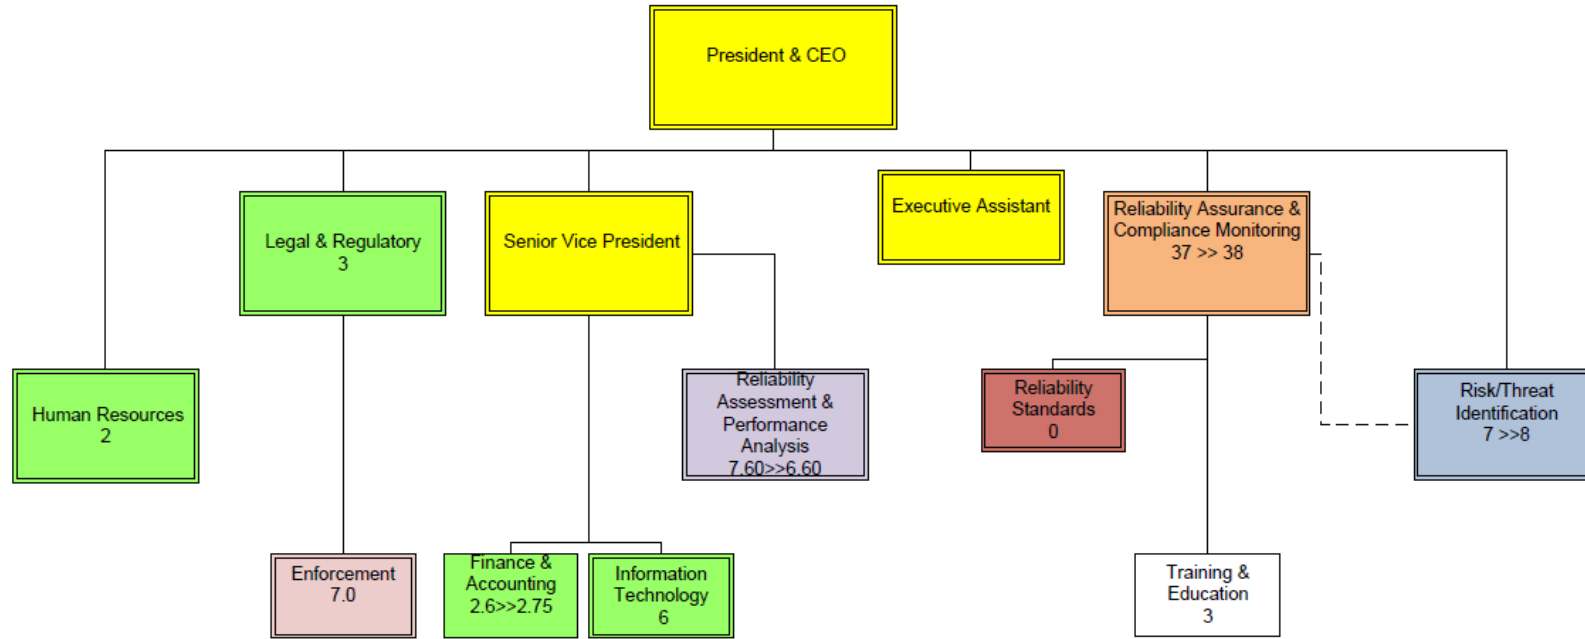 President & CEO
Legal & Regulatory
3
Senior Vice President
Executive Assistant
Reliability Assurance &
Compliance Monitoring
37 >> 38
Human Resources
2
Reliability
Assessment &
Performance
Analysis
7.60>>6.60
Reliability
Standards
0
Risk/Threat
Identification
7 >>8
Enforcement
7.0
Finance &
Accounting
2.6>>2.75
Information
Technology
6
Training &
Education
3